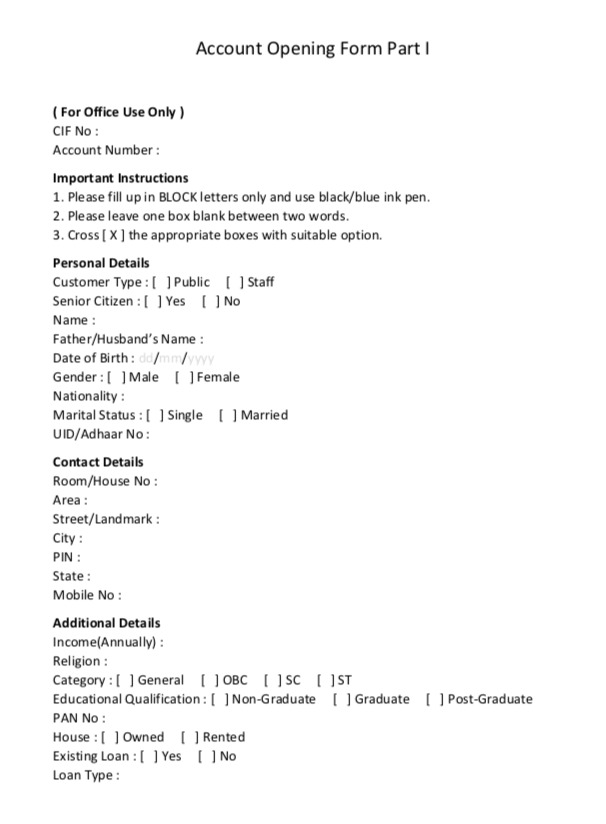 Account Opening Form Part I
( For Office Use Only )
CIF No :
Account Number :
Important Instructions
1. Please fill up in BLOCK letters only and use black/blue ink pen.
2. Please leave one box blank between two words.
3. Cross [ X ] the appropriate boxes with suitable option.
Personal Details
Customer Type : [  ] Public    [  ] Staff
Senior Citizen : [  ] Yes    [  ] No
Name :
Father/Husband's Name :
Date of Birth : dd/mm/yyyy
Gender : [  ] Male    [  ] Female
Nationality :
Marital Status : [  ] Single    [  ] Married
UID/Adhaar No :
Contact Details
Room/House No :
Area :
Street/Landmark :
City :
PIN :
State :
Mobile No :
Additional Details
Income(Annually) :
Religion :
Category : [  ] General    [  ] OBC    [  ] SC    [  ] ST
Educational Qualification : [  ] Non-Graduate    [  ] Graduate    [  ] Post-Graduate
PAN No :
House : [  ] Owned    [  ] Rented
Existing Loan : [  ] Yes    [  ] No
Loan Type :